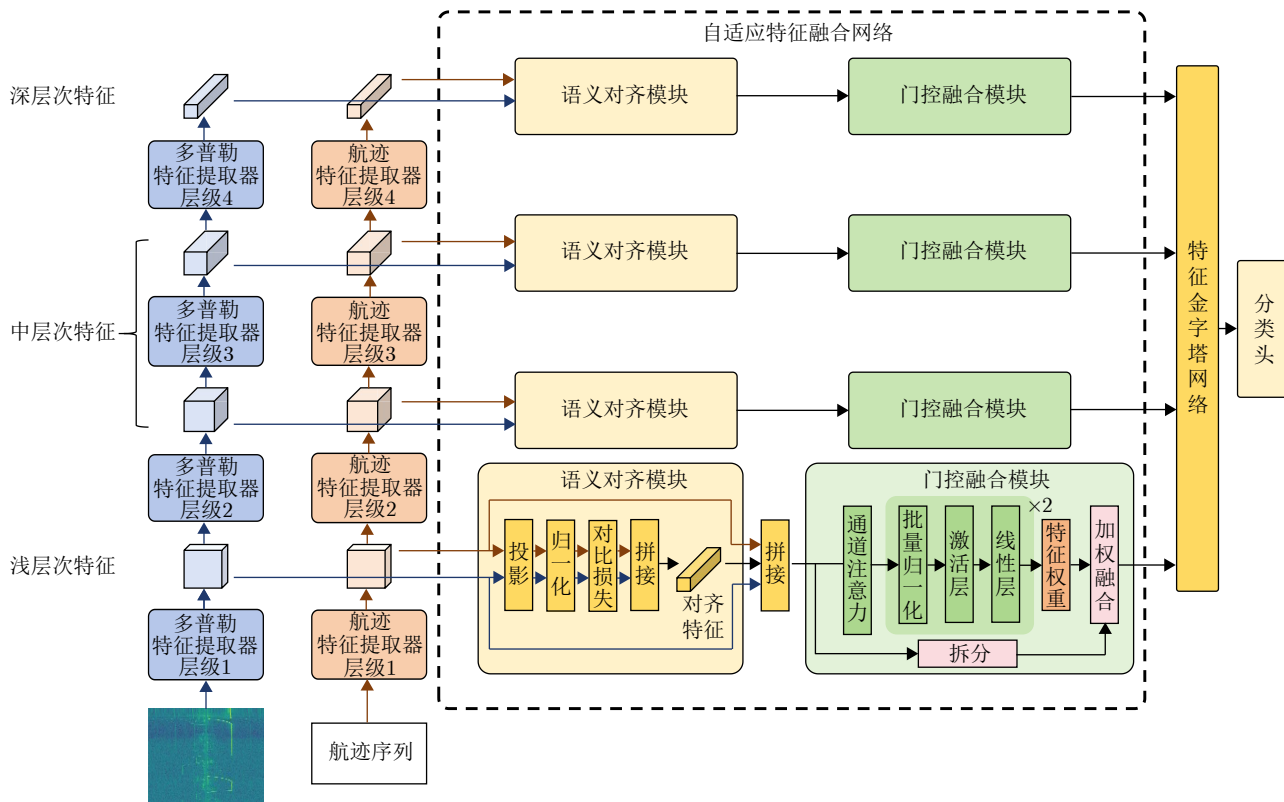 自适应特征融合网络
深层次特征
语义对齐模块
门控融合模块
多普勒
特征提取器
层级4
航迹
特征提取器
层级4
语义对齐模块
门控融合模块
中层次特征
多普勒
特征提取器
层级3
航迹
特征提取器
层级3
特征金字塔网络
分类头
语义对齐模块
门控融合模块
多普勒
特征提取器
层级2
航迹
特征提取器
层级2
语义对齐模块
门控融合模块
浅层次特征
投影
归一化
对比损失
拼接
对齐
特征
拼接
通道注意力
批量归一化
激活层
线性层
×2
特征权重
加权融合
拆分
多普勒
特征提取器
层级1
航迹
特征提取器
层级1
航迹序列